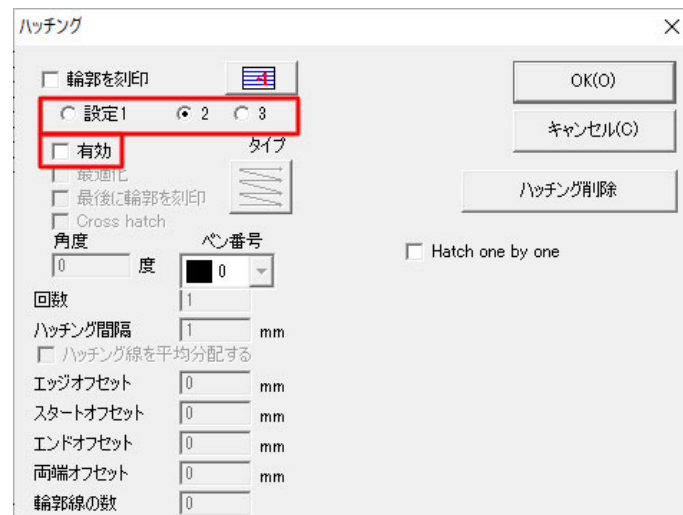 ハッチング
輪郭を刻印
OK(O)
設定1 2 3
キャンセル(C)
有効 タイプ
最適化
最後に輪郭を刻印
ハッチング削除
Cross hatch
角度 ペン番号
Hatch one by one
0 度 0
回数 1
ハッチング間隔 1 mm
ハッチング線を平均分配する
エッジオフセット 0 mm
スタートオフセット 0 mm
エンドオフセット 0 mm
両端オフセット 0 mm
輪郭線の数 0